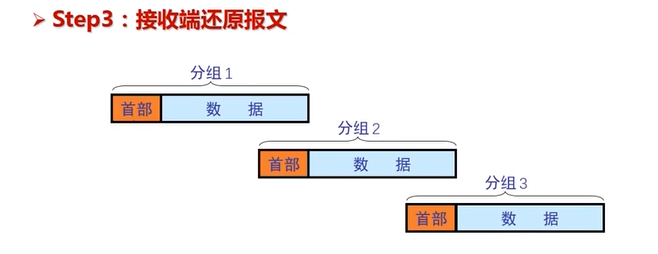 ➢ Step3：接收端还原报文
分组1
首部 数 据
分组2
首部 数 据
分组3
首部 数 据